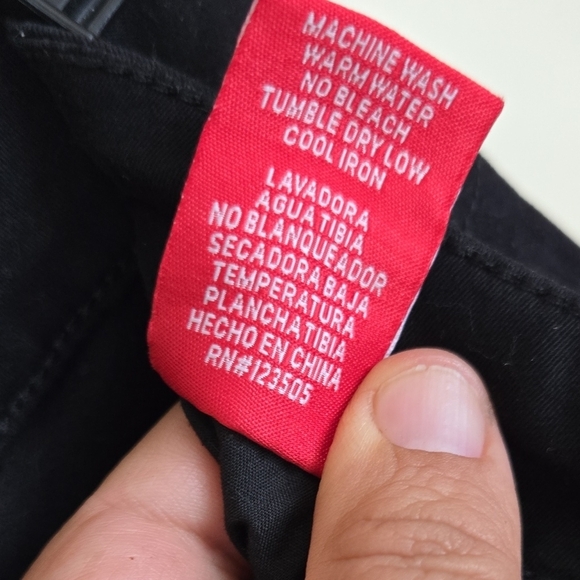 MACHINE WASH
WARM WATER
NO BLEACH
TUMBLE DRY LOW
COOL IRON
LAVADORA
AGUA TIBIA
NO BLANQUEADOR
SECADORA BAJA
TEMPERATURA
PLANCHA TIBIA
HECHO EN CHINA
RN#123505